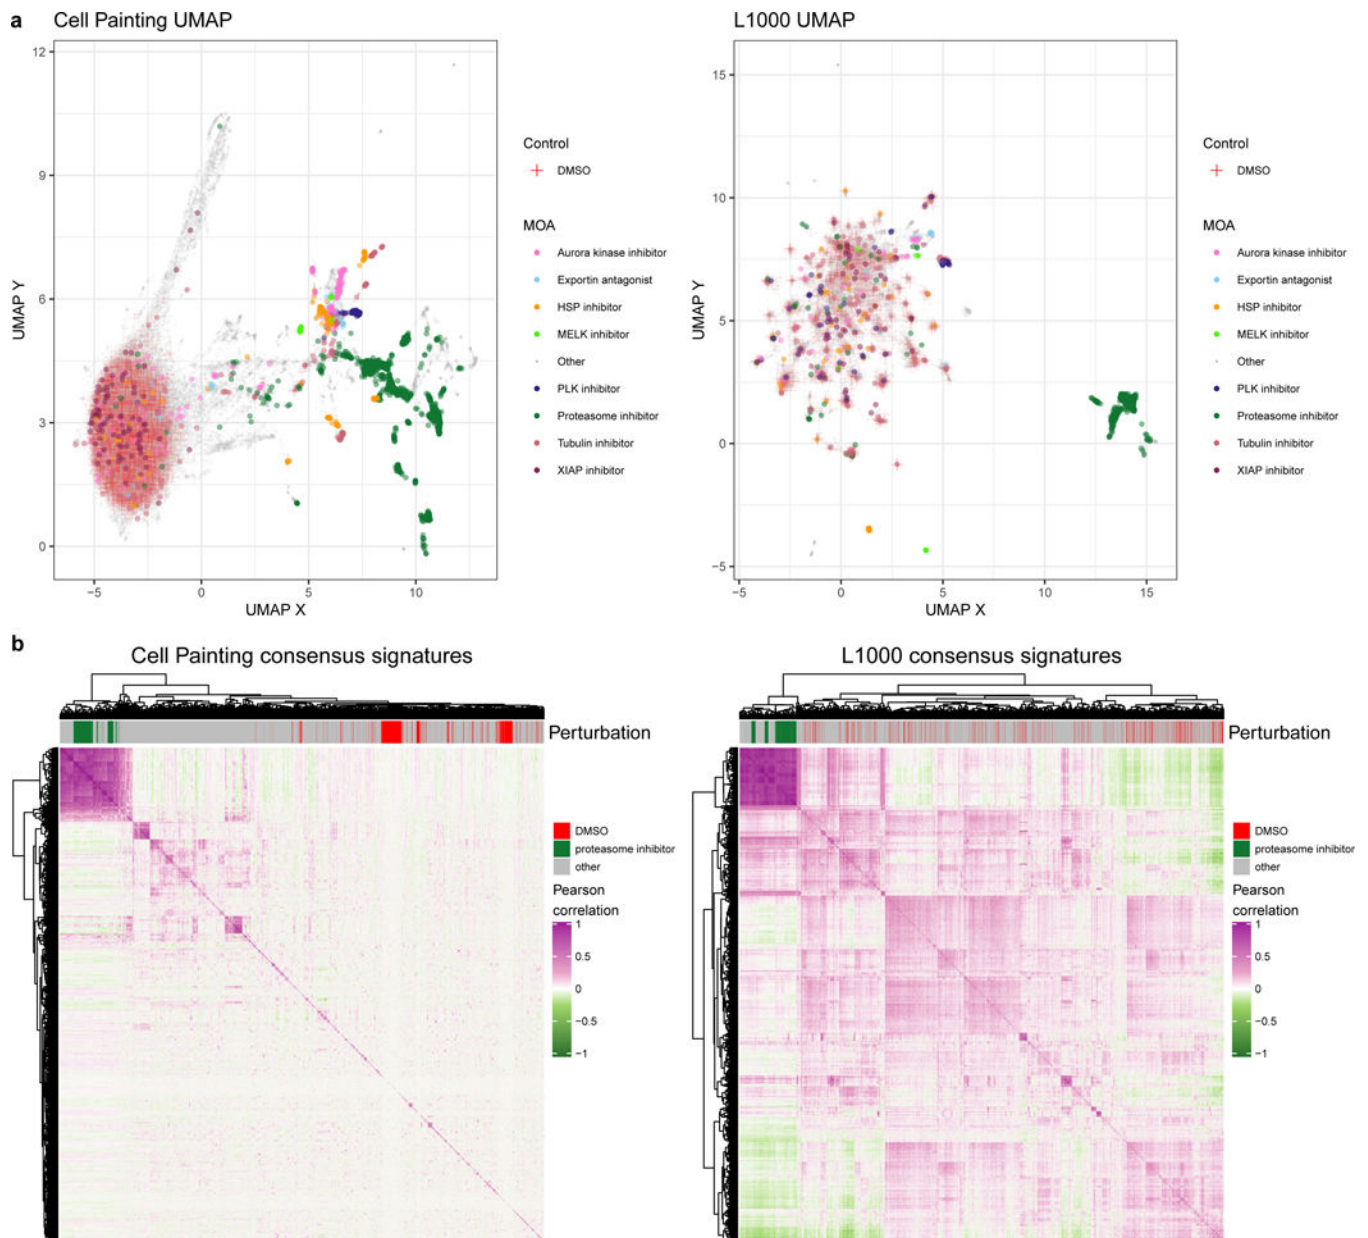 a
Cell Painting UMAP
12
9
6
3
0
−5
0
5
10
UMAP Y
UMAP X
Control
DMSO
MOA
Aurora kinase inhibitor
Exportin antagonist
HSP inhibitor
MELK inhibitor
Other
PLK inhibitor
Proteasome inhibitor
Tubulin inhibitor
XIAP inhibitor
L1000 UMAP
15
10
5
0
−5
−5
0
5
10
15
UMAP Y
UMAP X
Control
DMSO
MOA
Aurora kinase inhibitor
Exportin antagonist
HSP inhibitor
MELK inhibitor
Other
PLK inhibitor
Proteasome inhibitor
Tubulin inhibitor
XIAP inhibitor
b
Cell Painting consensus signatures
Perturbation
DMSO
proteasome inhibitor
other
Pearson
correlation
1
0.5
0
−0.5
−1
L1000 consensus signatures
Perturbation
DMSO
proteasome inhibitor
other
Pearson
correlation
1
0.5
0
−0.5
−1